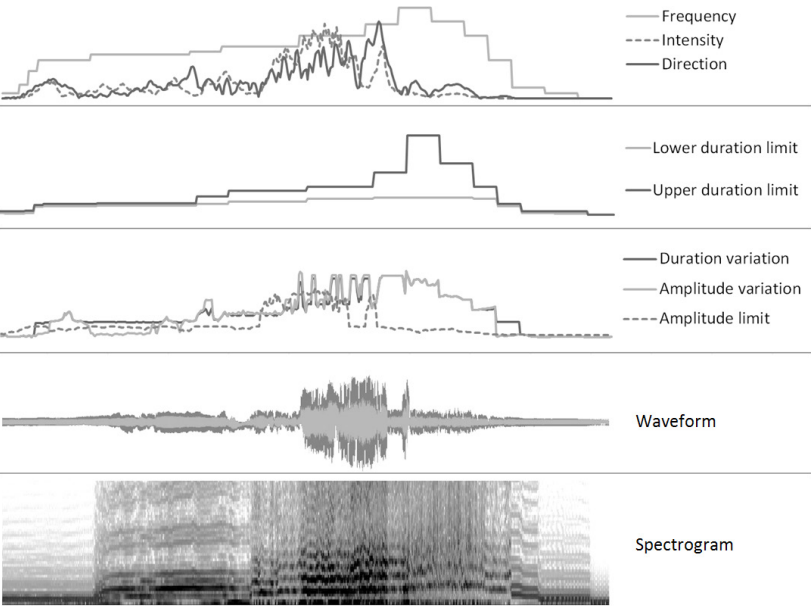 Frequency
Intensity
Direction
Lower duration limit
Upper duration limit
Duration variation
Amplitude variation
Amplitude limit
Waveform
Spectrogram